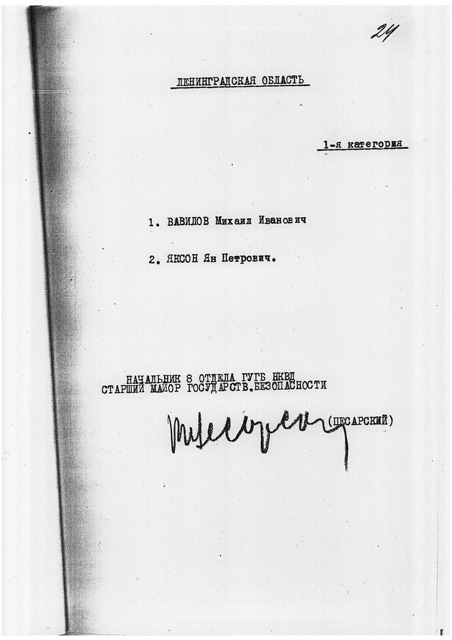 24
ЛЕНИНГРАДСКАЯ ОБЛАСТЬ
1-я категория
1. ВАВИЛОВ Михаил Иванович
2. ЯКСОН Ян Петрович.
НАЧАЛЬНИК 8 ОТДЕЛА ГУГБ НКВД
СТАРШИЙ МАЙОР ГОСУДАРСТВ.БЕЗОПАСНОСТИ
(ЦЕСАРСКИЙ)